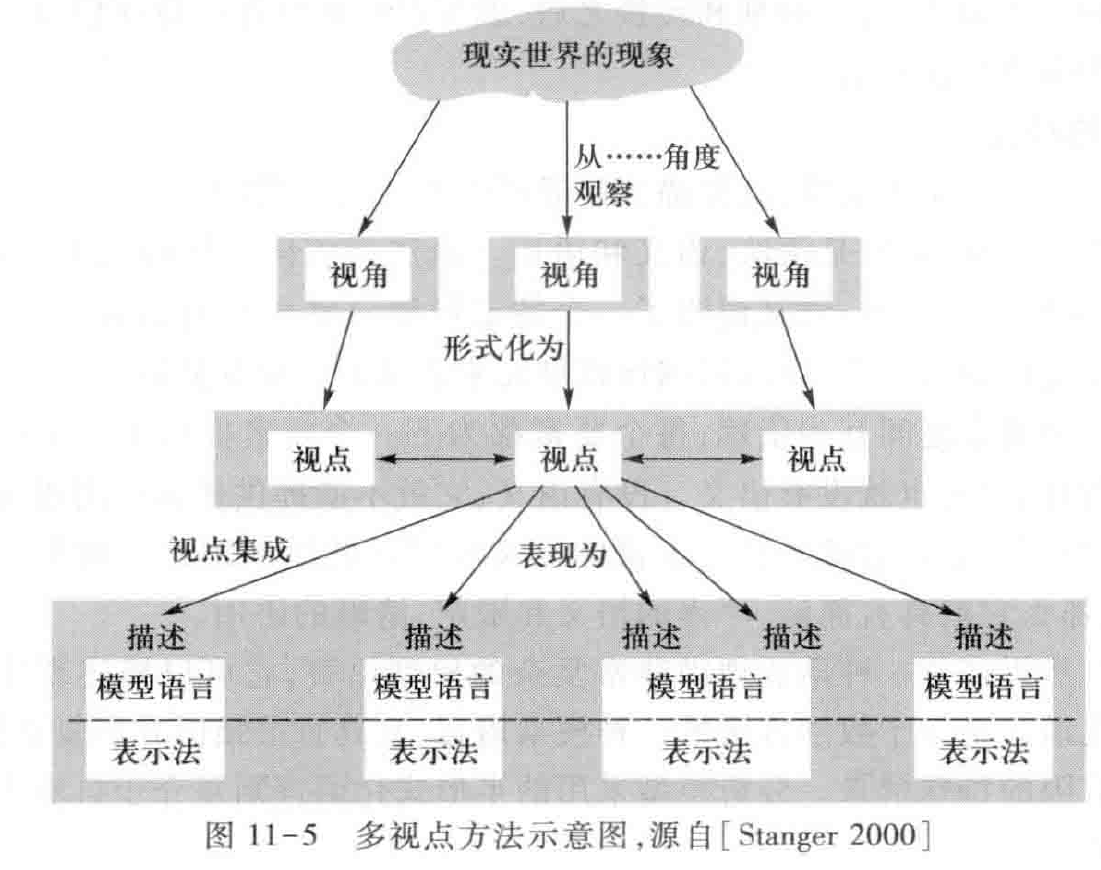 现实世界的现象
从……角度
观察
视角 视角 视角
形式化为
视点 视点 视点
视点集成 表现为
描述 描述 描述 描述 描述
模型语言 模型语言 模型语言 模型语言
表示法 表示法 表示法 表示法
图 11-5 多视点方法示意图,源自[Stanger 2000]